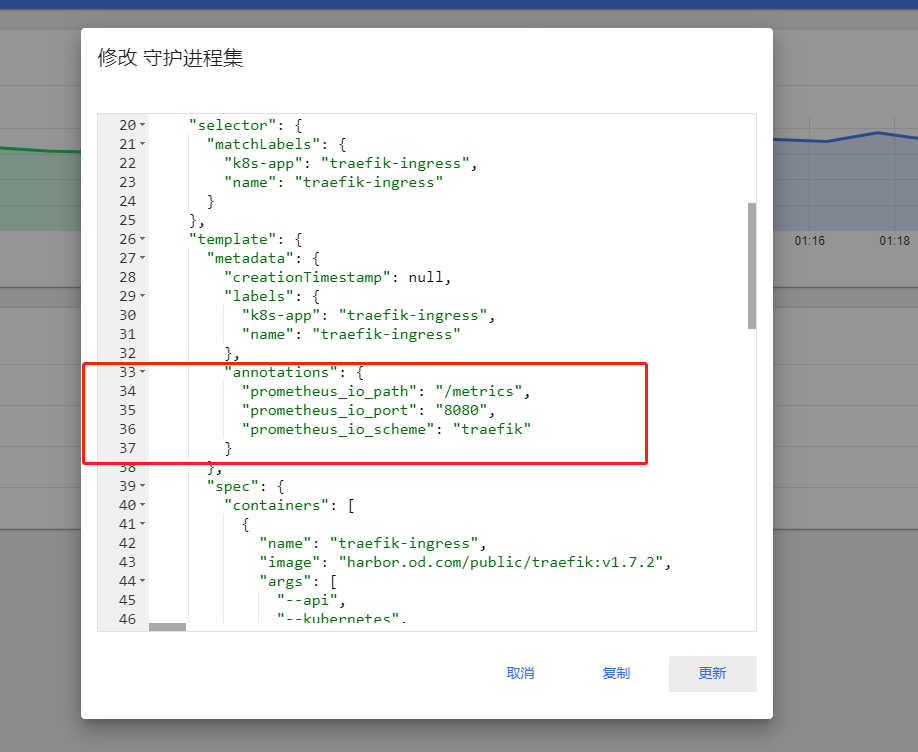 修改 守护进程集
20 "selector": {
21 "matchLabels": {
22 "k8s-app": "traefik-ingress",
23 "name": "traefik-ingress"
24 }
25 },
26 "template": {
27 "metadata": {
28 "creationTimestamp": null,
29 "labels": {
30 "k8s-app": "traefik-ingress",
31 "name": "traefik-ingress"
32 },
33 "annotations": {
34 "prometheus_io_path": "/metrics",
35 "prometheus_io_port": "8080",
36 "prometheus_io_scheme": "traefik"
37 }
38 },
39 "spec": {
40 "containers": [
41 {
42 "name": "traefik-ingress",
43 "image": "harbor.od.com/public/traefik:v1.7.2",
44 "args": [
45 "--api",
46 "--kubernetes",
01:16 01:18
取消 复制 更新